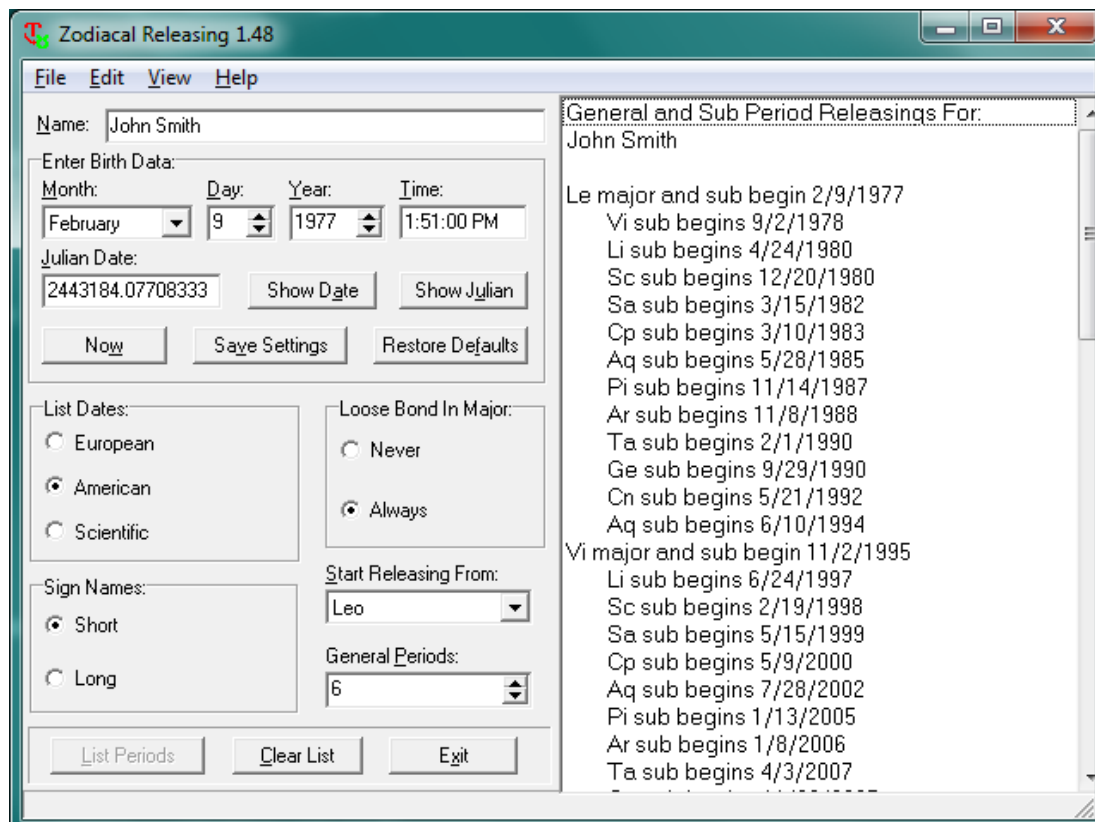 Zodiacal Releasing 1.48
File Edit View Help
Name: John Smith
Enter Birth Data:
Month: Day: Year: Time:
February 9 1977 1:51:00 PM
Julian Date:
2443184.07708333 Show Date Show Julian
Now Save Settings Restore Defaults
List Dates:
European
American
Scientific
Loose Bond In Major:
Never
Always
Sign Names:
Short
Long
Start Releasing From:
Leo
General Periods:
6
List Periods Clear List Exit
General and Sub Period Releasings For:
John Smith
Le major and sub begin 2/9/1977
Vi sub begins 9/2/1978
Li sub begins 4/24/1980
Sc sub begins 12/20/1980
Sa sub begins 3/15/1982
Cp sub begins 3/10/1983
Aq sub begins 5/28/1985
Pi sub begins 11/14/1987
Ar sub begins 11/8/1988
Ta sub begins 2/1/1990
Ge sub begins 9/29/1990
Cn sub begins 5/21/1992
Aq sub begins 6/10/1994
Vi major and sub begin 11/2/1995
Li sub begins 6/24/1997
Sc sub begins 2/19/1998
Sa sub begins 5/15/1999
Cp sub begins 5/9/2000
Aq sub begins 7/28/2002
Pi sub begins 1/13/2005
Ar sub begins 1/8/2006
Ta sub begins 4/3/2007